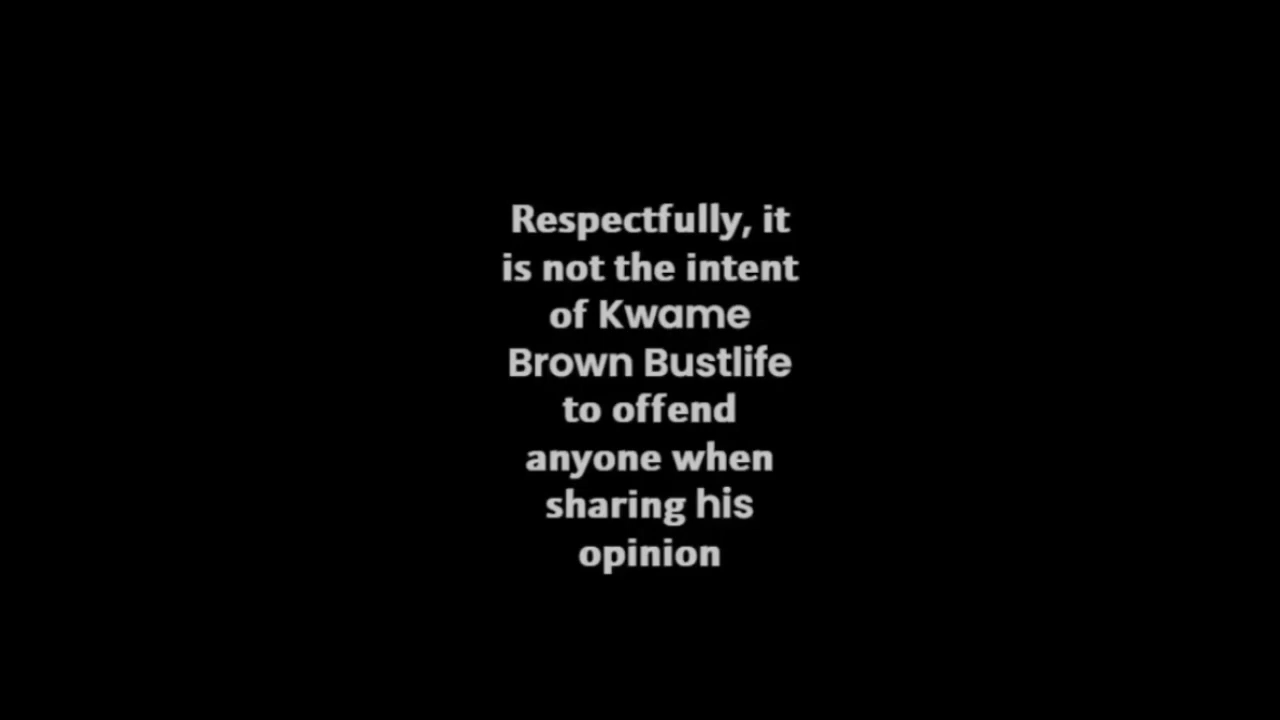 Respectfully, it
is not the intent
of Kwame
Brown Bustlife
to offend
anyone when
sharing his
opinion